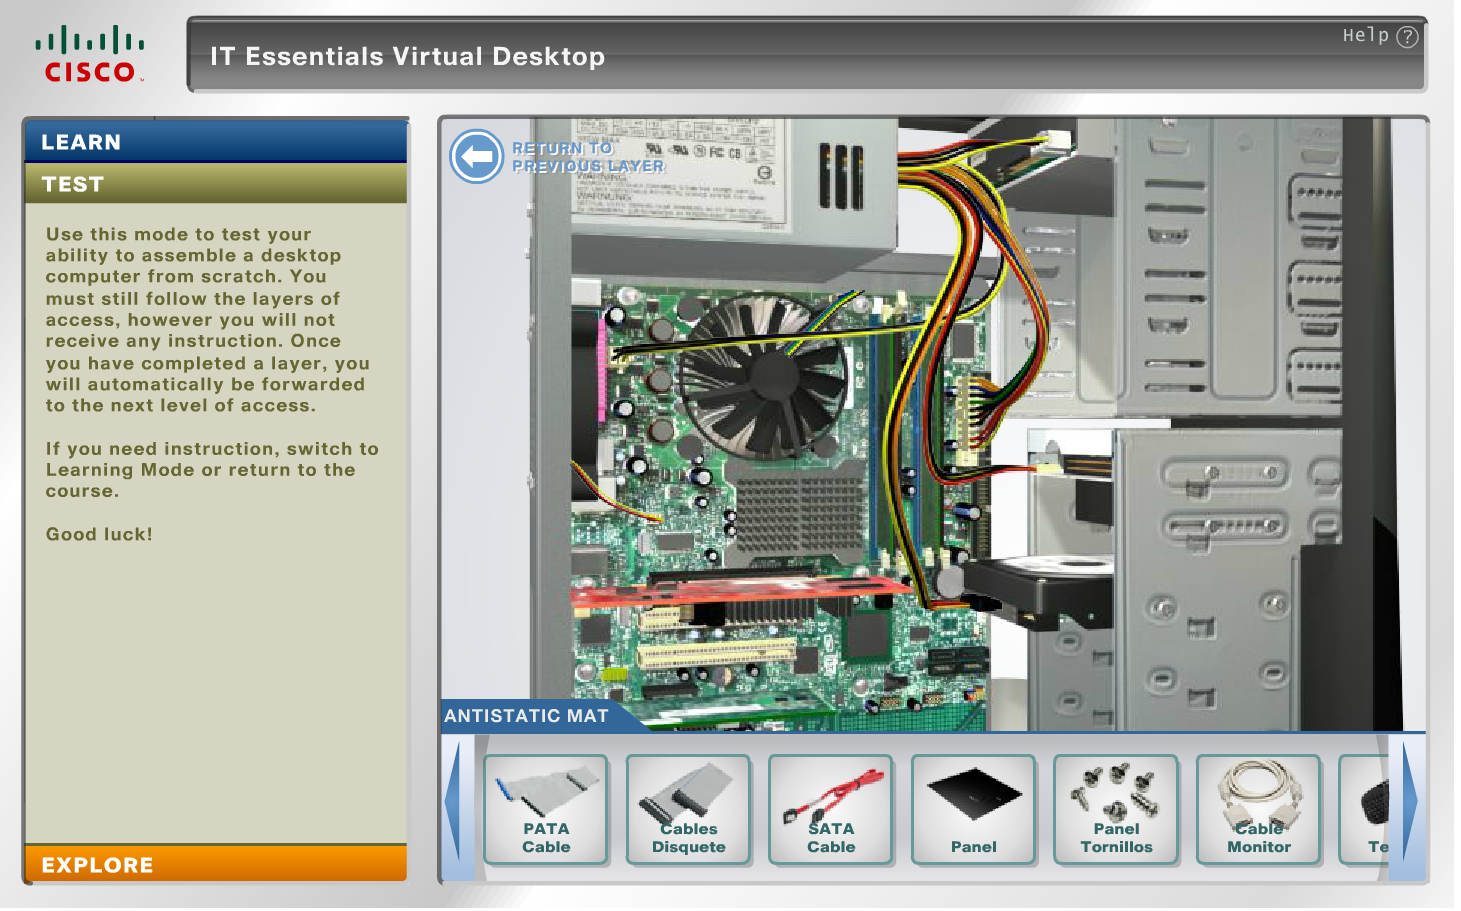 CISCO
IT Essentials Virtual Desktop
Help ?
LEARN
TEST
Use this mode to test your
ability to assemble a desktop
computer from scratch. You
must still follow the layers of
access, however you will not
receive any instruction. Once
you have completed a layer, you
will automatically be forwarded
to the next level of access.
If you need instruction, switch to
Learning Mode or return to the
course.
Good luck!
EXPLORE
RETURN TO
PREVIOUS LAYER
WARNUNG
WARNUNG
ANTISTATIC MAT
PATA
Cable
Cables
Disquete
SATA
Cable
Panel
Panel
Tornillos
Cable
Monitor
Te